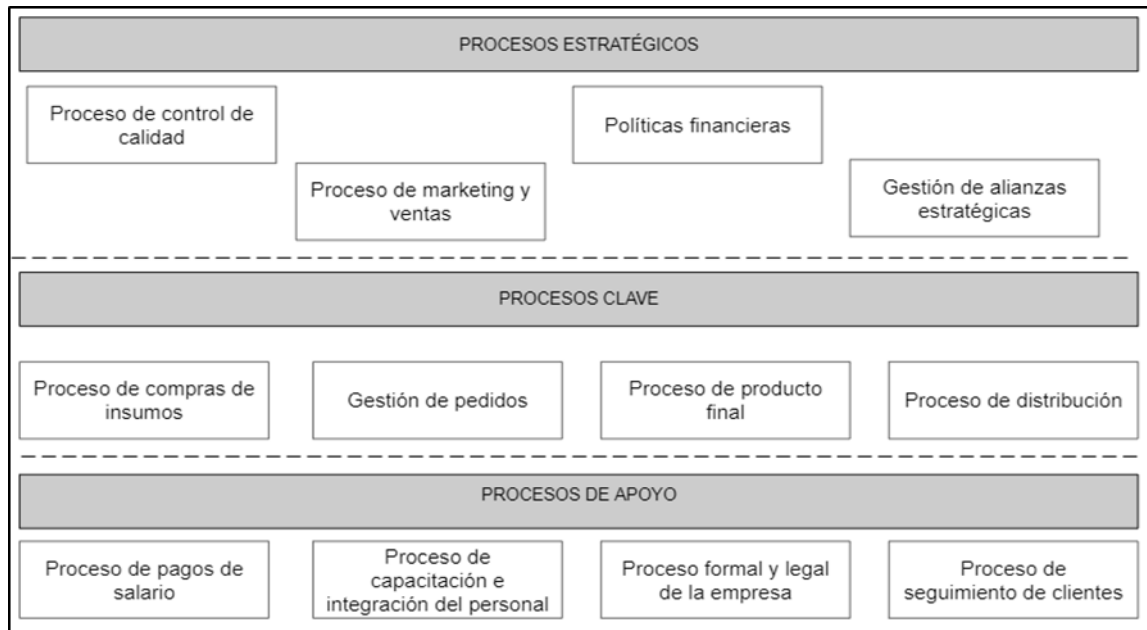 PROCESOS ESTRATÉGICOS
Proceso de control de
calidad
Proceso de marketing y
ventas
Políticas financieras
Gestión de alianzas
estratégicas
PROCESOS CLAVE
Proceso de compras de
insumos
Gestión de pedidos
Proceso de producto
final
Proceso de distribución
PROCESOS DE APOYO
Proceso de pagos de
salario
Proceso de
capacitación e
integración del personal
Proceso formal y legal
de la empresa
Proceso de
seguimiento de clientes